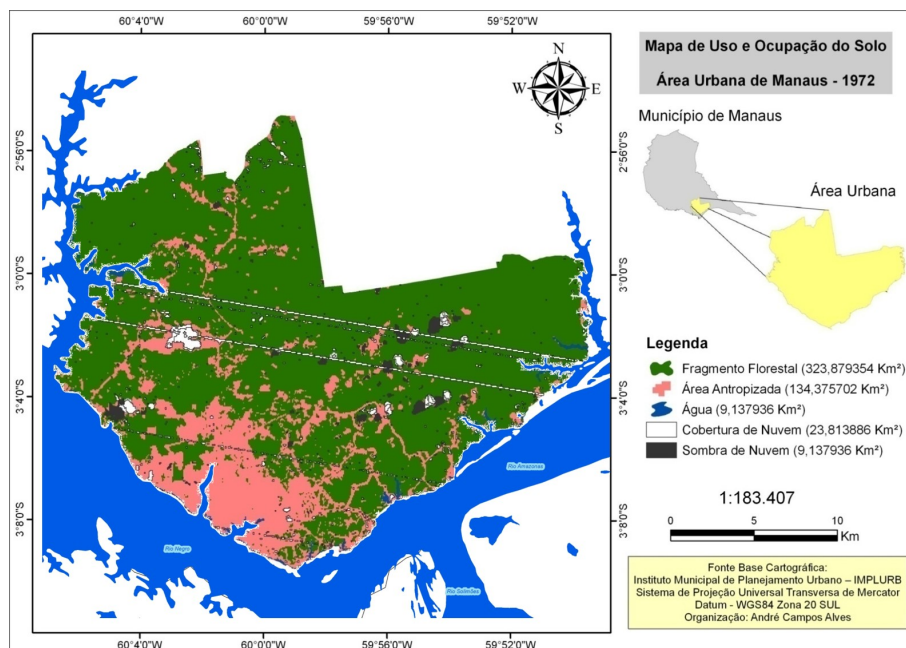 60°4'0"W 60°0'0"W 59°56'0"W 59°52'0"W
N
W E
S
2°56'0"S 2°56'0"S
3°0'0"S 3°0'0"S
3°4'0"S 3°4'0"S
3°8'0"S 3°8'0"S
Rio Amazonas
Rio Negro
Rio Solimões
60°4'0"W 60°0'0"W 59°56'0"W 59°52'0"W
Mapa de Uso e Ocupação do Solo
Área Urbana de Manaus - 1972
Município de Manaus
Área Urbana
Legenda
Fragmento Florestal (323,879354 Km²)
Área Antropizada (134,375702 Km²)
Água (9,137936 Km²)
Cobertura de Nuvem (23,813886 Km²)
Sombra de Nuvem (9,137936 Km²)
1:183.407
0 5 10
Km
Fonte Base Cartográfica:
Instituto Municipal de Planejamento Urbano – IMPLURB
Sistema de Projeção Universal Transversa de Mercator
Datum - WGS84 Zona 20 SUL
Organização: André Campos Alves